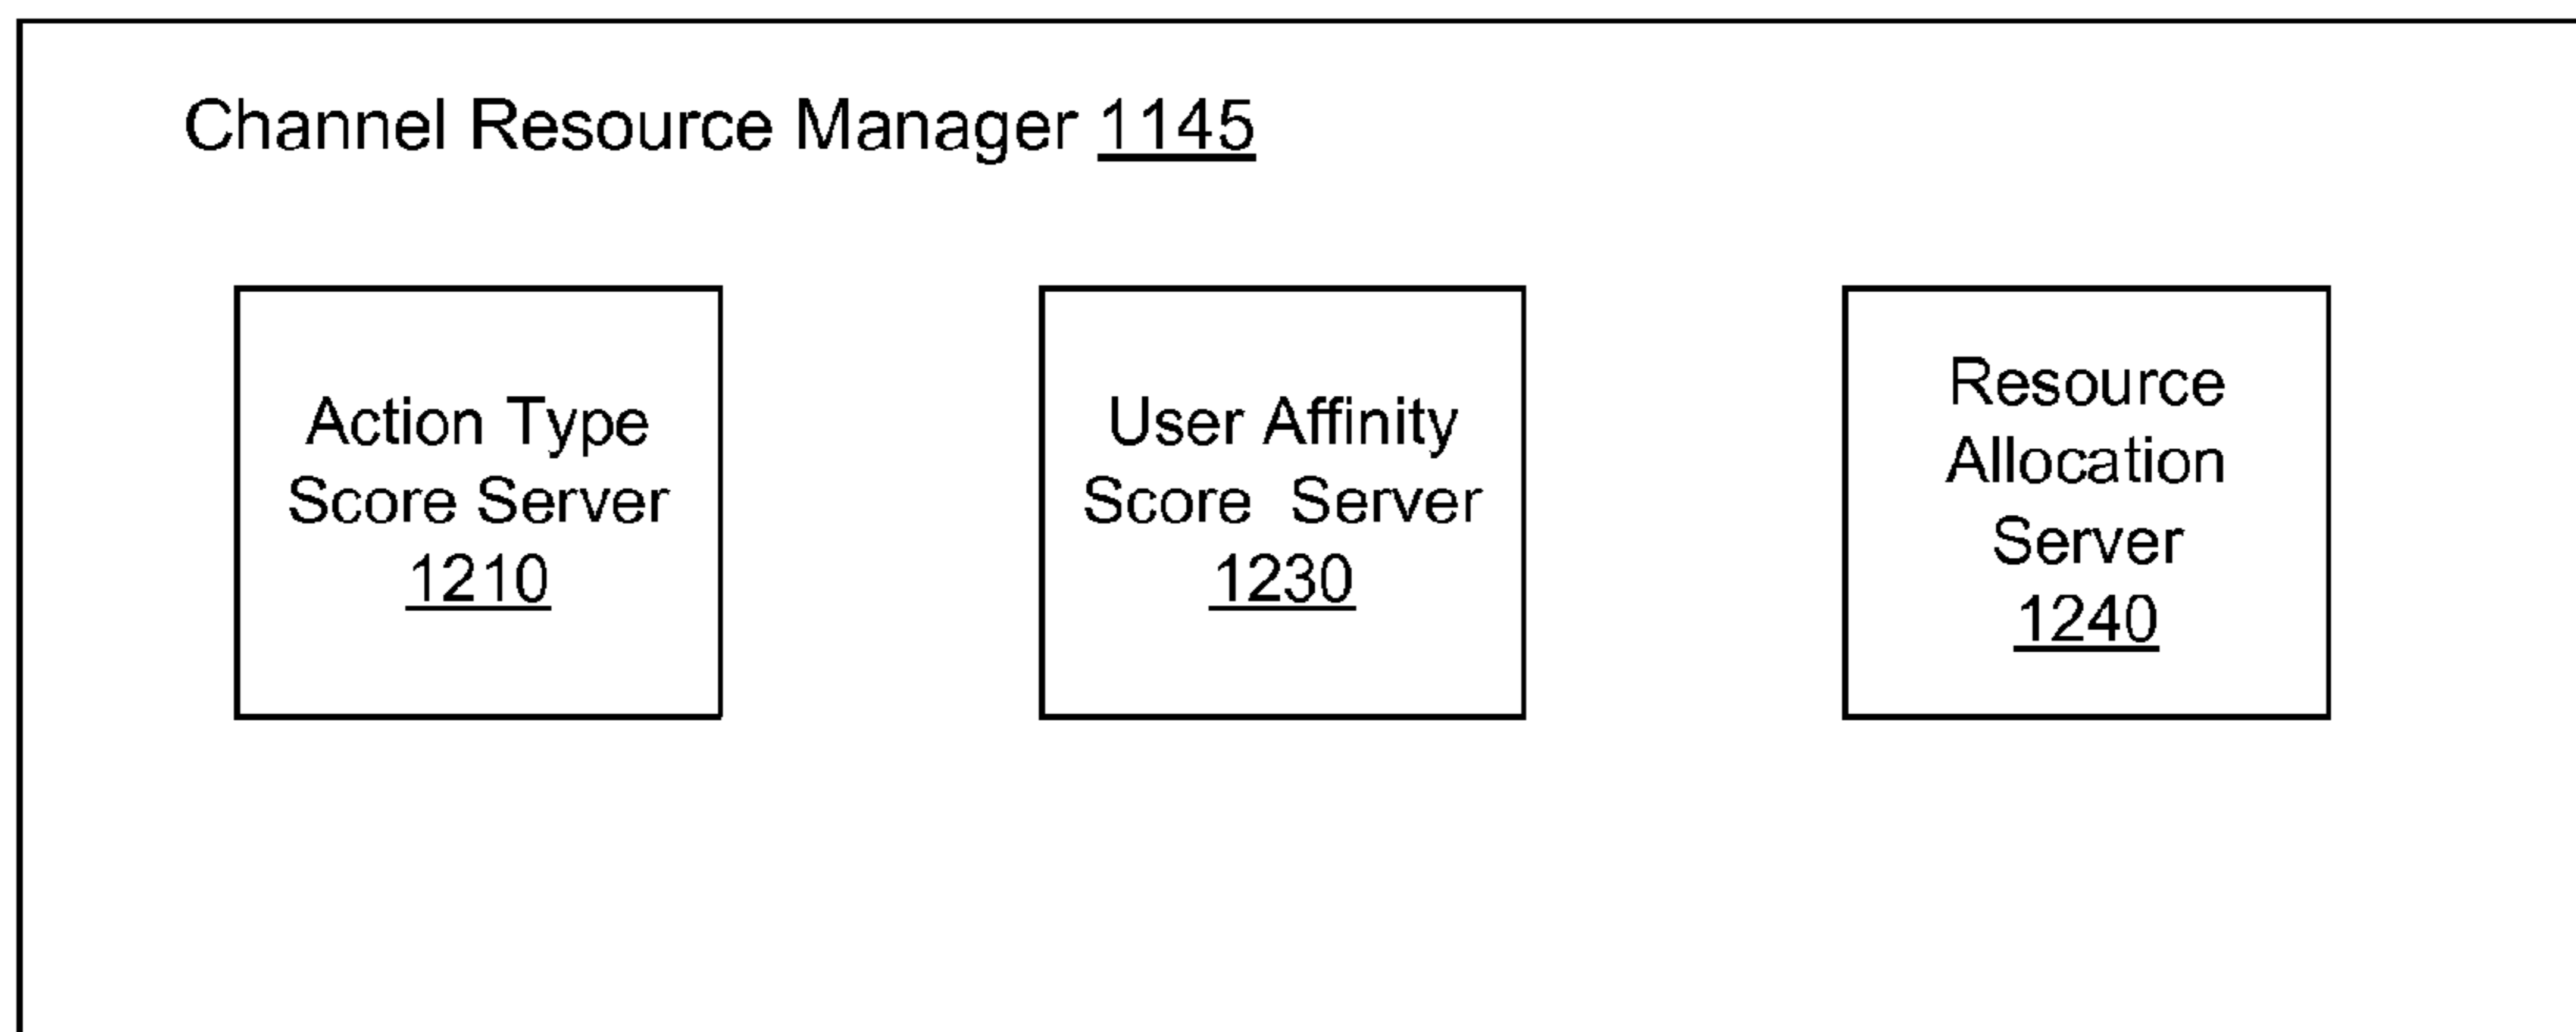 Channel Resource Manager 1145
Action Type
Score Server
1210
User Affinity
Score Server
1230
Resource
Allocation
Server
1240